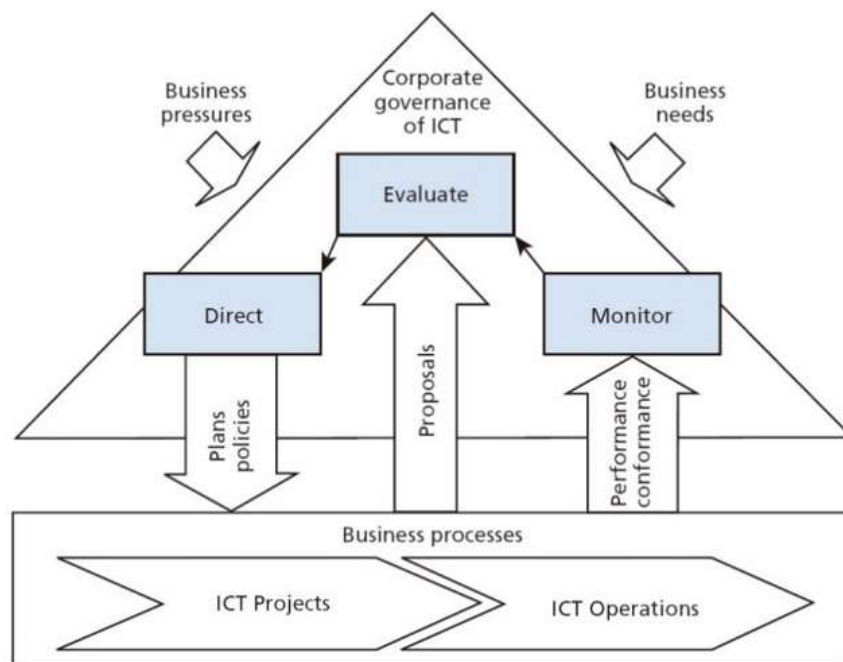 Corporate
governance
of ICT
Business
pressures
Business
needs
Evaluate
Direct
Monitor
Plans
policies
Proposals
Performance
conformance
Business processes
ICT Projects
ICT Operations